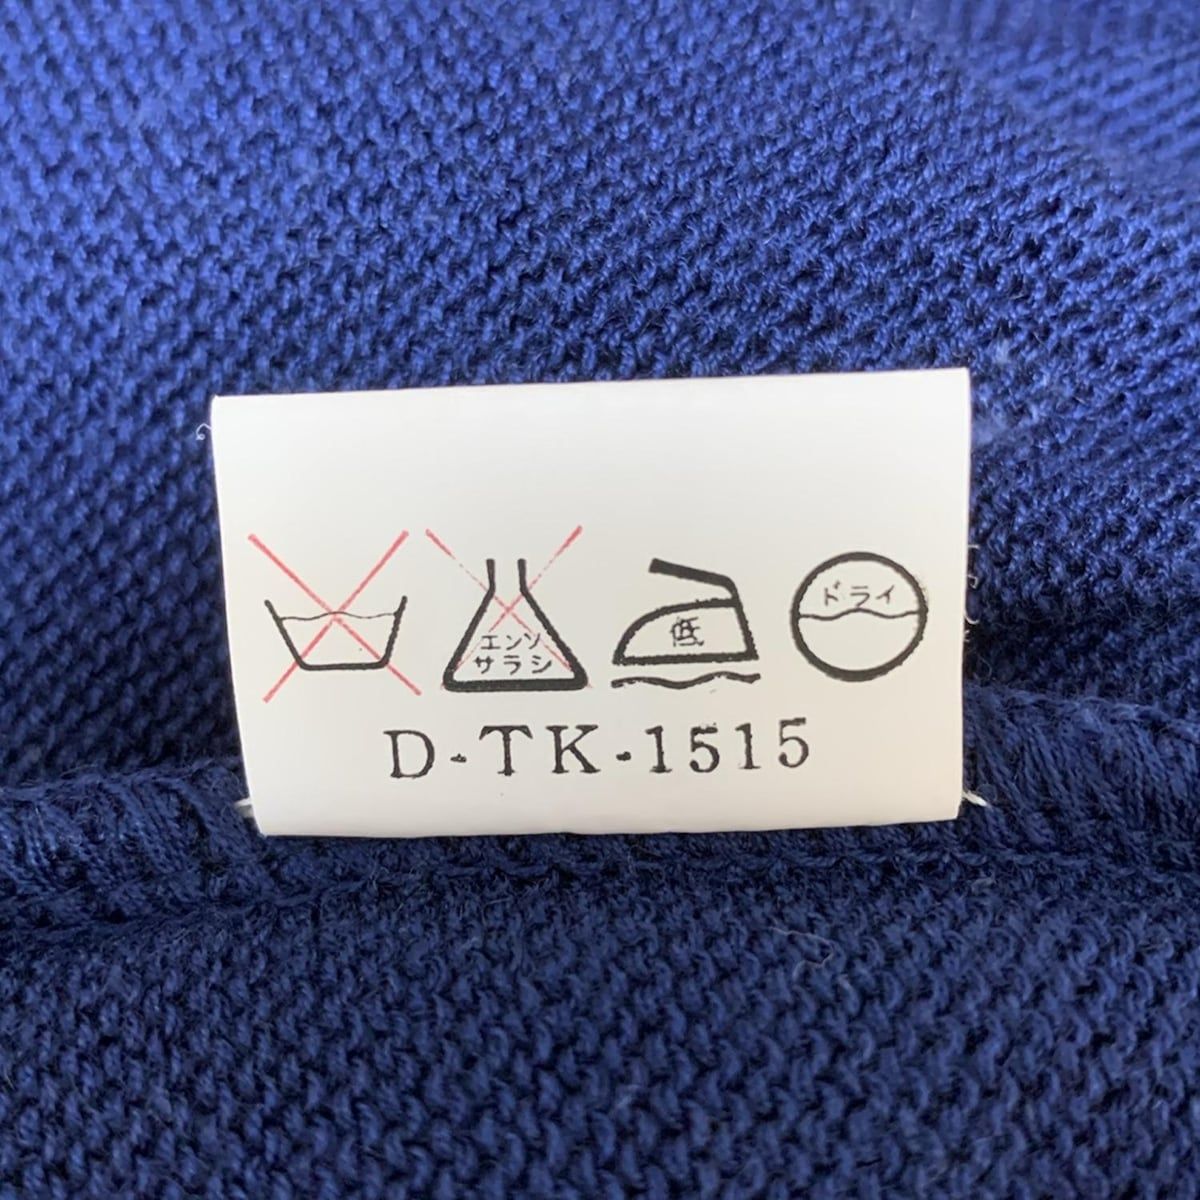 エンソ
サラシ
低
ドライ
D-TK-1515